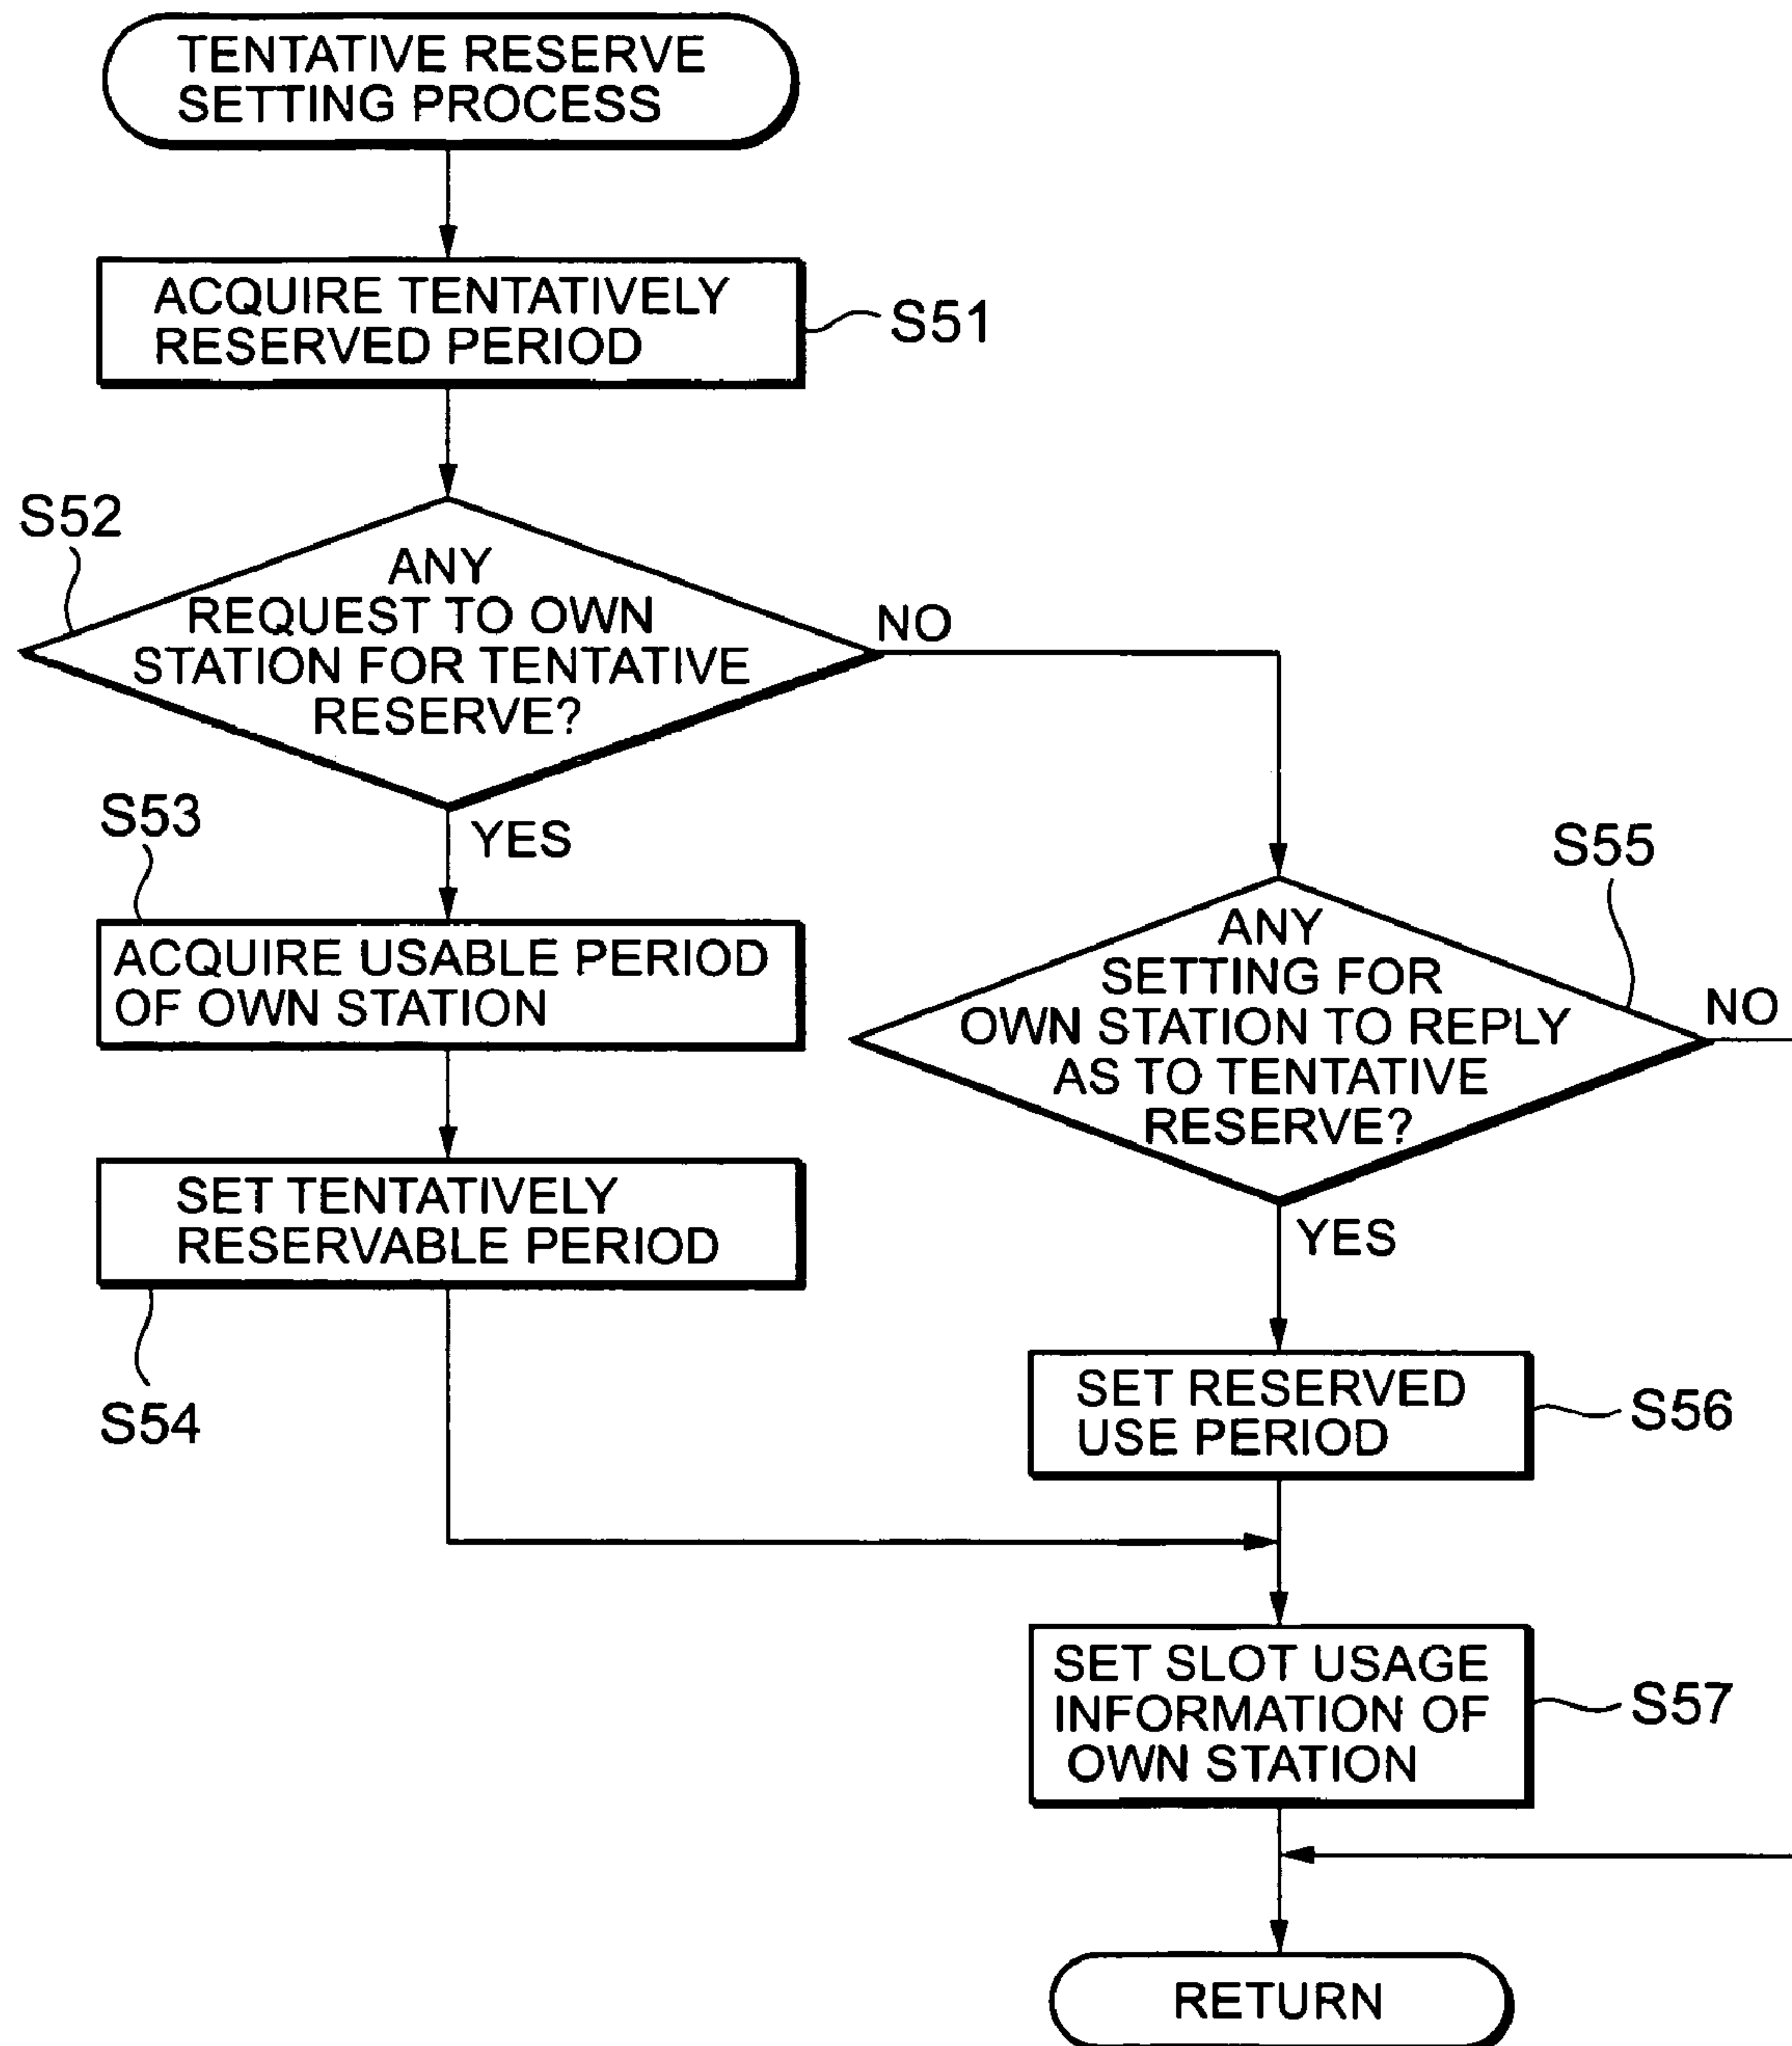 TENTATIVE RESERVE
SETTING PROCESS
ACQUIRE TENTATIVELY
RESERVED PERIOD
S51
S52
ANY
REQUEST TO OWN
STATION FOR TENTATIVE
RESERVE?
NO
YES
S53
ACQUIRE USABLE PERIOD
OF OWN STATION
SET TENTATIVELY
RESERVABLE PERIOD
S54
S55
ANY
SETTING FOR
OWN STATION TO REPLY
AS TO TENTATIVE
RESERVE?
NO
YES
SET RESERVED
USE PERIOD
S56
SET SLOT USAGE
INFORMATION OF
OWN STATION
S57
RETURN